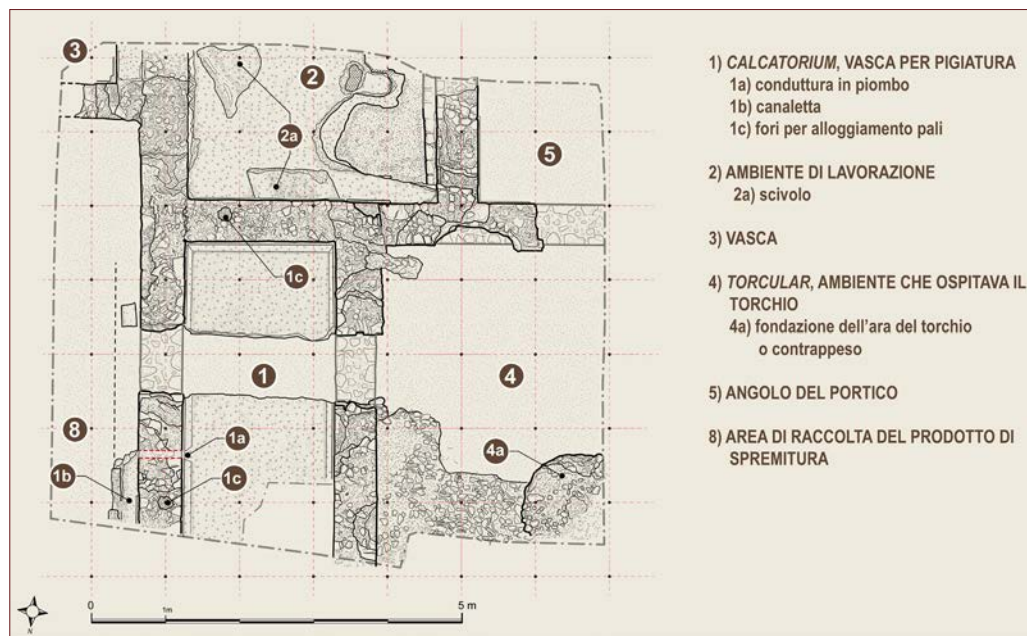 3
2
2a
5
1c
1
4
8
1a
1b
1c
4a
N
0
1m
5 m
1) CALCATORIUM, VASCA PER PIGIATURA
1a) conduttura in piombo
1b) canaletta
1c) fori per alloggiamento pali
2) AMBIENTE DI LAVORAZIONE
2a) scivolo
3) VASCA
4) TORCULAR, AMBIENTE CHE OSPITAVA IL
TORCHIO
4a) fondazione dell'ara del torchio
o contrappeso
5) ANGOLO DEL PORTICO
8) AREA DI RACCOLTA DEL PRODOTTO DI
SPREMITURA